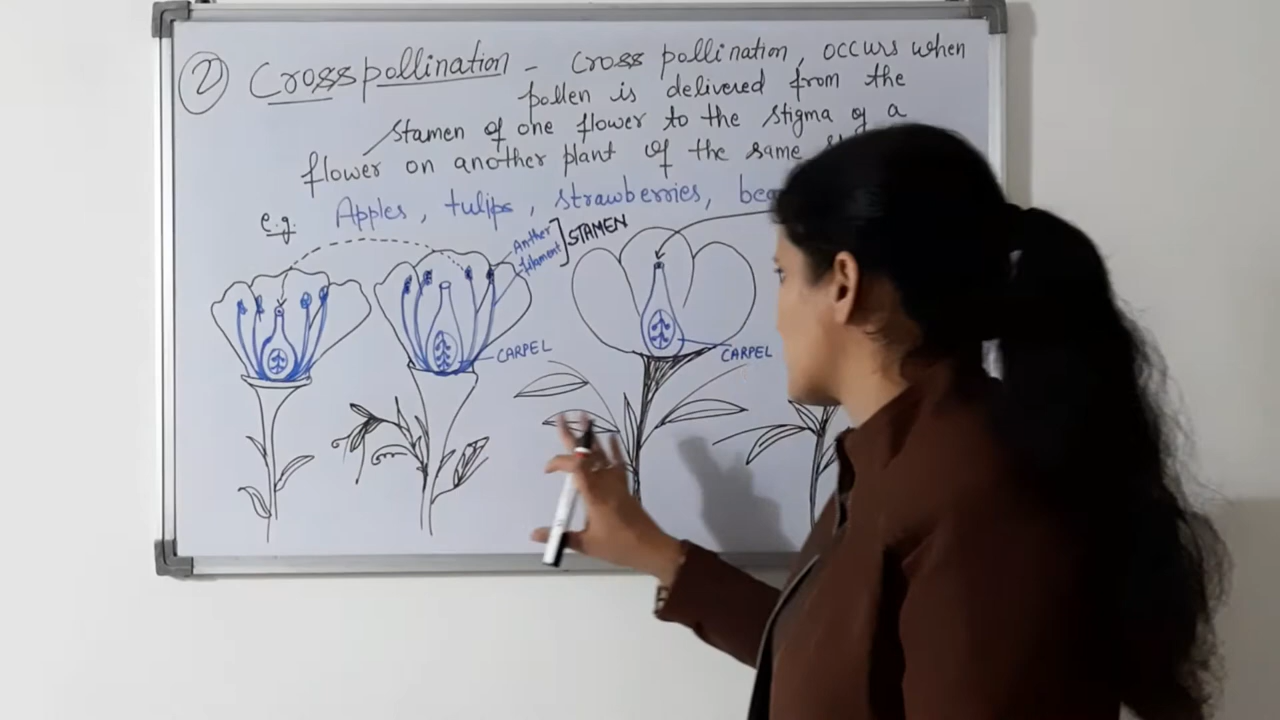 ② Cross pollination - Cross pollination, occurs when
pollen is delivered from the
stamen of one flower to the stigma of a
flower on another plant of the same
e.g. Apples, tulips, strawberries,
Anther
filament
STAMEN
CARPEL
CARPEL